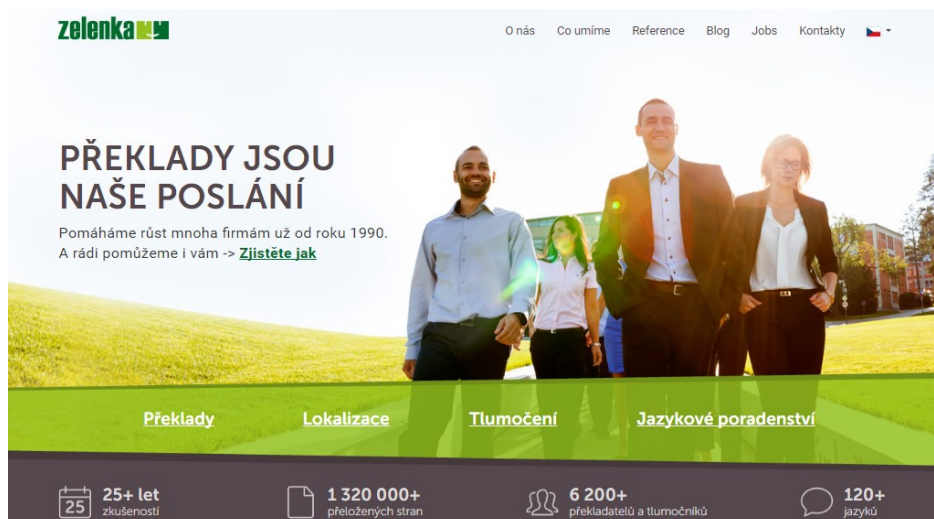 zelenka
O nás Co umíme Reference Blog Jobs Kontakty
PŘEKLADY JSOU
NAŠE POSLÁNÍ
Pomáháme růst mnoha firmám už od roku 1990.
A rádi pomůžeme i vám -> Zjistěte jak
Překlady Lokalizace Tlumočení Jazykové poradenství
25 25+ let
zkušeností
1 320 000+
přeložených stran
6 200+
překladatelů a tlumočníků
120+
jazyků